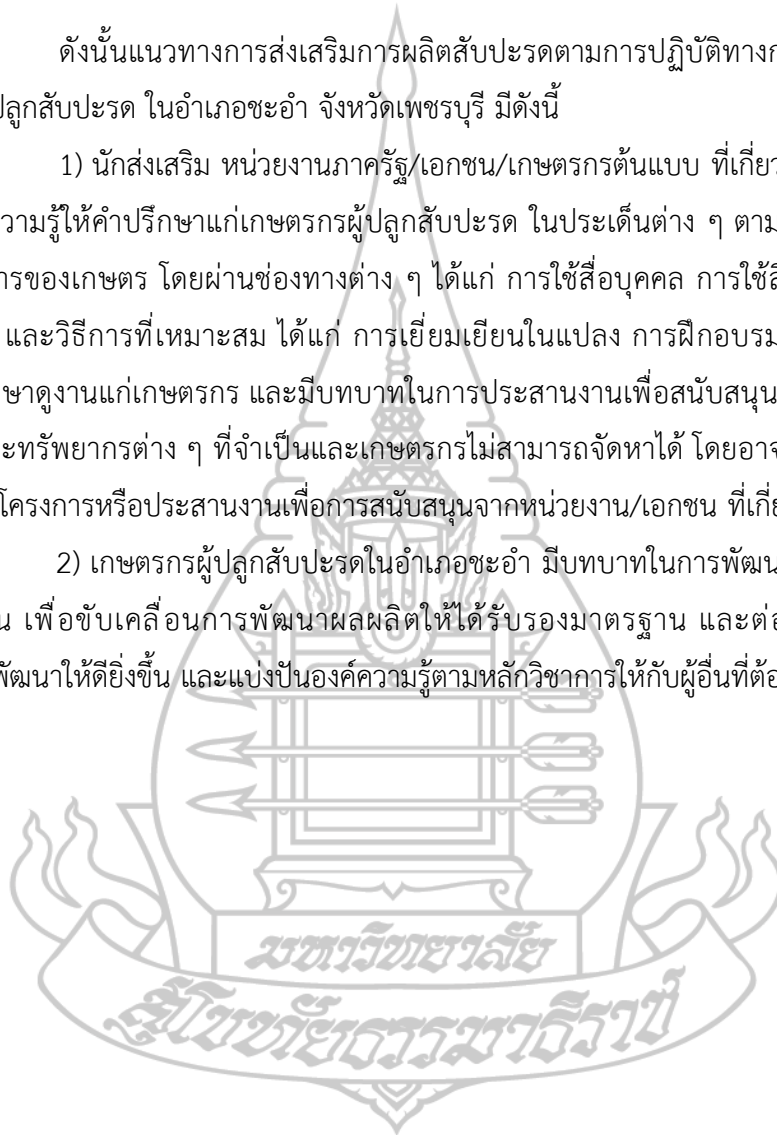 ดังนั้นแนวทางการส่งเสริมการผลิตสับปะรดตามการปฏิบัติทาง
ปลูกสับปะรด ในอำเภอชะอำ จังหวัดเพชรบุรี มีดังนี้
1) นักส่งเสริม หน่วยงานภาครัฐ/เอกชน/เกษตรกรต้นแบบ ที่เกี่ยว
ความรู้ให้คำปรึกษาแก่เกษตรกรผู้ปลูกสับปะรด ในประเด็นต่าง ๆ ตาม
การของเกษตร โดยผ่านช่องทางต่าง ๆ ได้แก่ การใช้สื่อบุคคล การใช้
และวิธีการที่เหมาะสม ได้แก่ การเยี่ยมเยียนในแปลง การฝึกอบรม
ษาดูงานแก่เกษตรกร และมีบทบาทในการประสานงานเพื่อสนับสนุน
ะทรัพยากรต่าง ๆ ที่จำเป็นและเกษตรกรไม่สามารถจัดหาได้ โดยอาจ
โครงการหรือประสานงานเพื่อการสนับสนุนจากหน่วยงาน/เอกชน ที่เกี่ย
2) เกษตรกรผู้ปลูกสับปะรดในอำเภอชะอำ มีบทบาทในการพัฒน
น เพื่อขับเคลื่อนการพัฒนาผลผลิตให้ได้รับรองมาตรฐาน และต่อ
พัฒนาให้ดียิ่งขึ้น และแบ่งปันองค์ความรู้ตามหลักวิชาการให้กับผู้อื่นที่ต้อ
มหาวิทยาลัย
สุโขทัยธรรมาธิราช